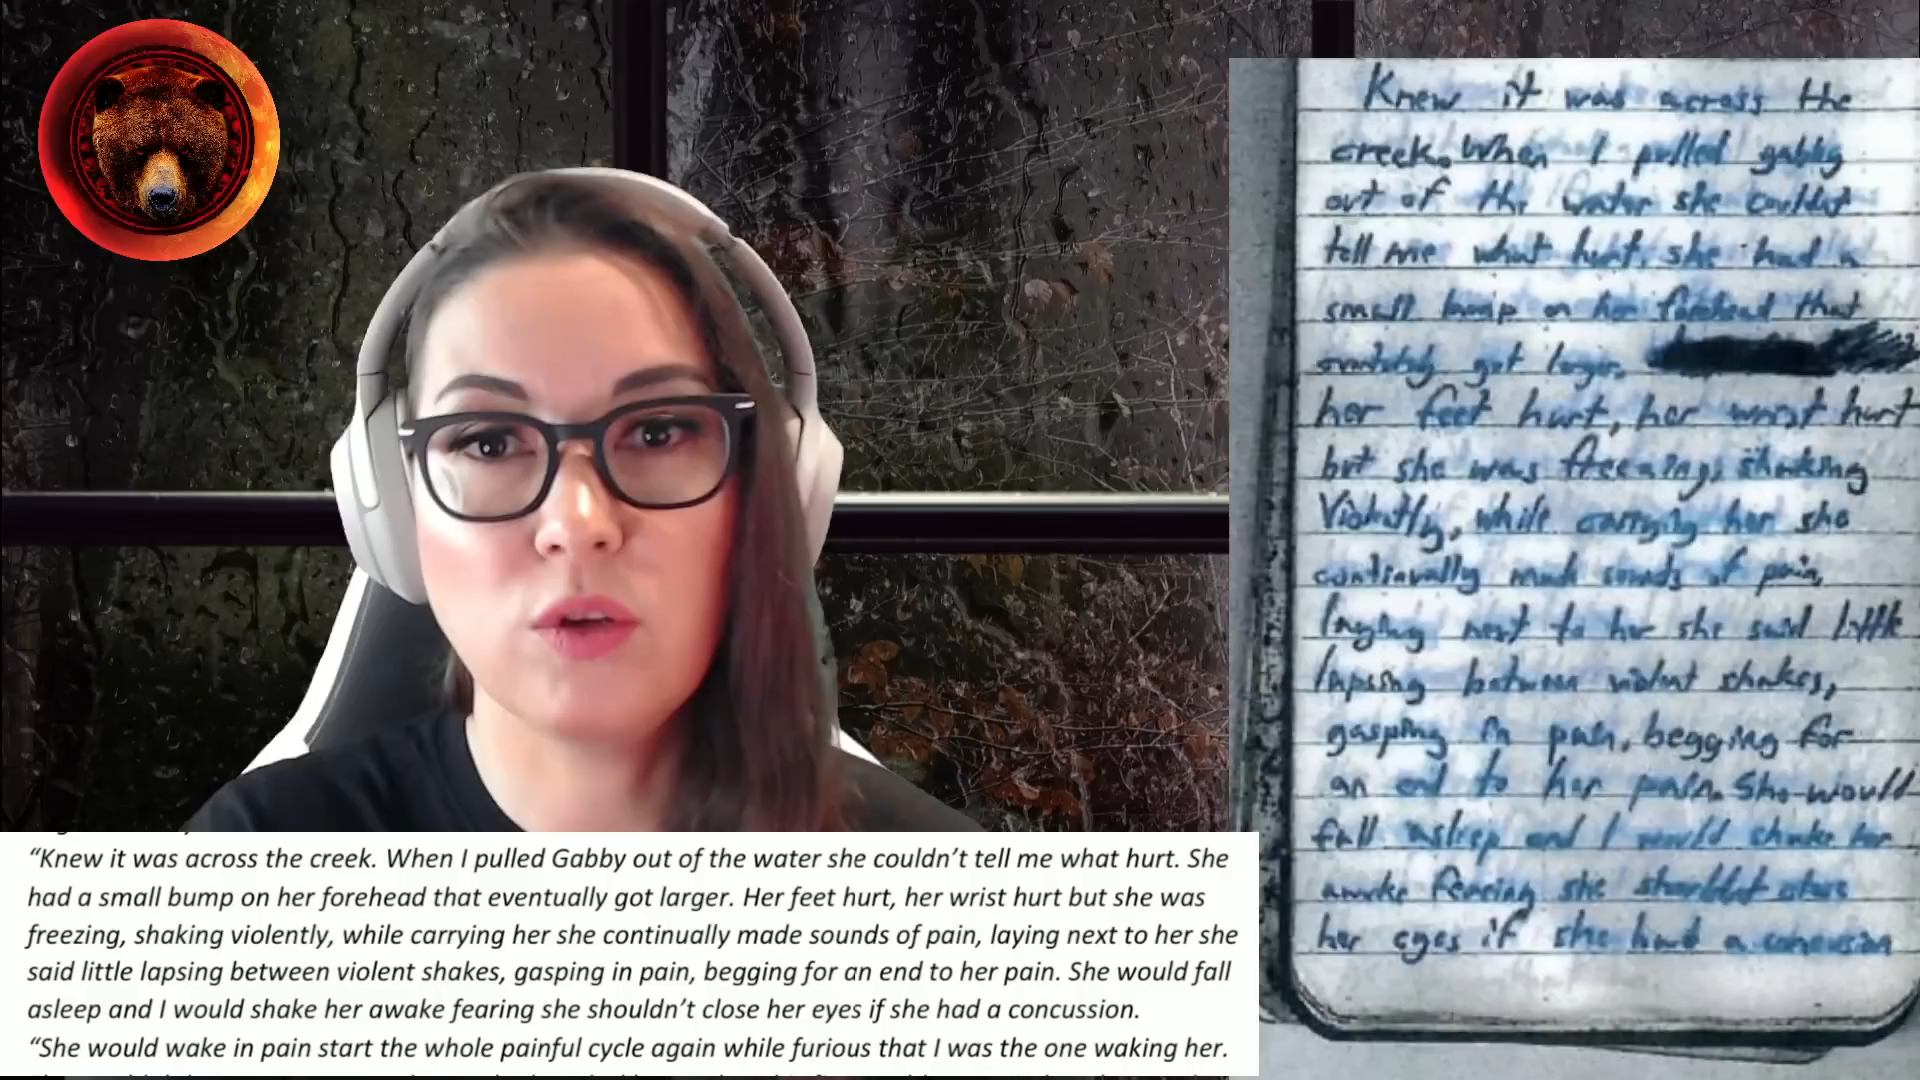 Knew it was across the
creek. When I pulled gabby
out of the water she couldnt
tell me what hurt. she had a
small bump on her forehead that
got larger.
her feet hurt, her wrist hurt
but she was freezing, shaking
Violently, while carrying her she
continually made sounds of pain,
laying next to her she said little
lapsing between violent shakes,
gasping in pain, begging for
an end to her pain. She would
fall asleep and I would shake her
awake fearing she shouldnt close
her eyes if she had a
“Knew it was across the creek. When I pulled Gabby out of the water she couldn’t tell me what hurt. She
had a small bump on her forehead that eventually got larger. Her feet hurt, her wrist hurt but she was
freezing, shaking violently, while carrying her she continually made sounds of pain, laying next to her she
said little lapsing between violent shakes, gasping in pain, begging for an end to her pain. She would fall
asleep and I would shake her awake fearing she shouldn’t close her eyes if she had a concussion.
“She would wake in pain start the whole painful cycle again while furious that I was the one waking her.